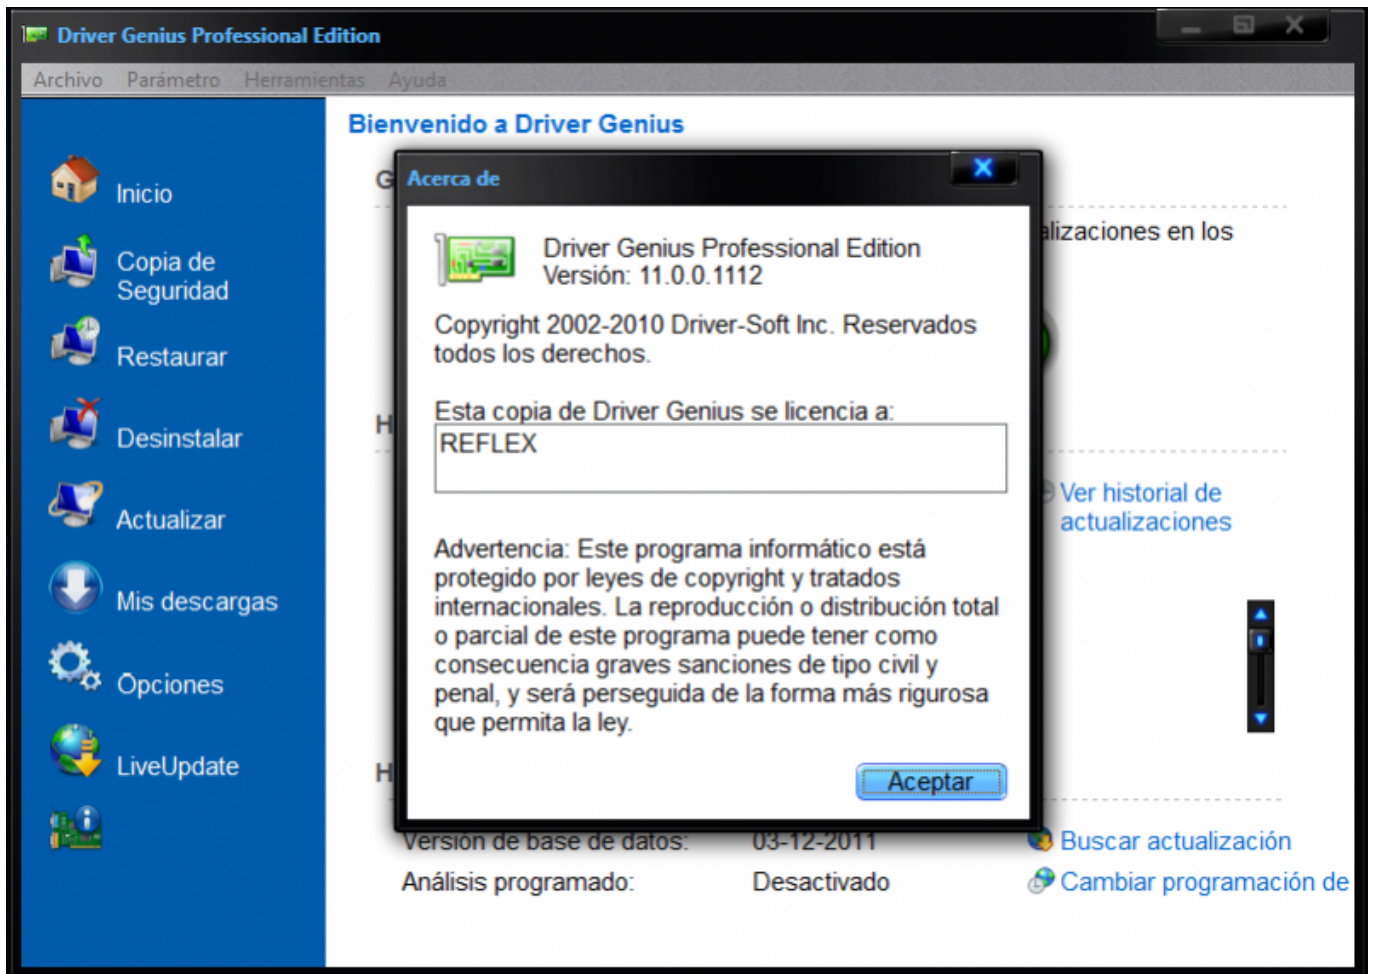 Driver Genius Professional Edition
Archivo Parámetro Herramientas Ayuda
Bienvenido a Driver Genius
Inicio
Copia de
Seguridad
Restaurar
Desinstalar
Actualizar
Mis descargas
Opciones
LiveUpdate
G
Acerca de
Driver Genius Professional Edition
Versión: 11.0.0.1112
Copyright 2002-2010 Driver-Soft Inc. Reservados
todos los derechos.
Esta copia de Driver Genius se licencia a:
REFLEX
Advertencia: Este programa informático está
protegido por leyes de copyright y tratados
internacionales. La reproducción o distribución total
o parcial de este programa puede tener como
consecuencia graves sanciones de tipo civil y
penal, y será perseguida de la forma más rigurosa
que permita la ley.
Aceptar
alizaciones en los
H
Ver historial de
actualizaciones
H
Versión de base de datos: 03-12-2011 Buscar actualización
Análisis programado: Desactivado Cambiar programación de